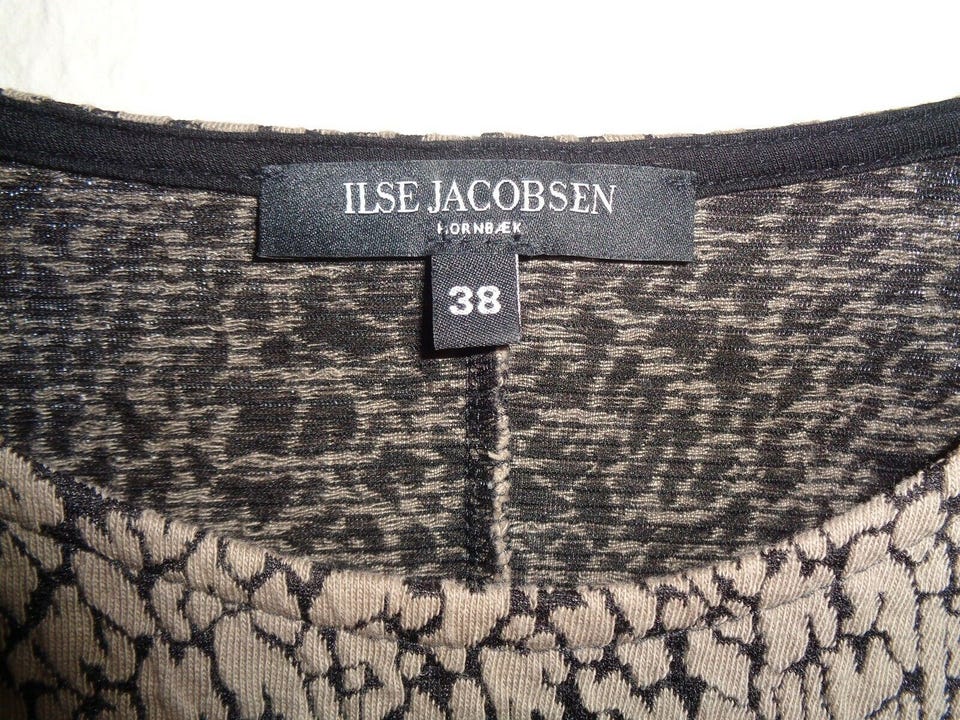 ILSE JACOBSEN
HORNBÆK
38